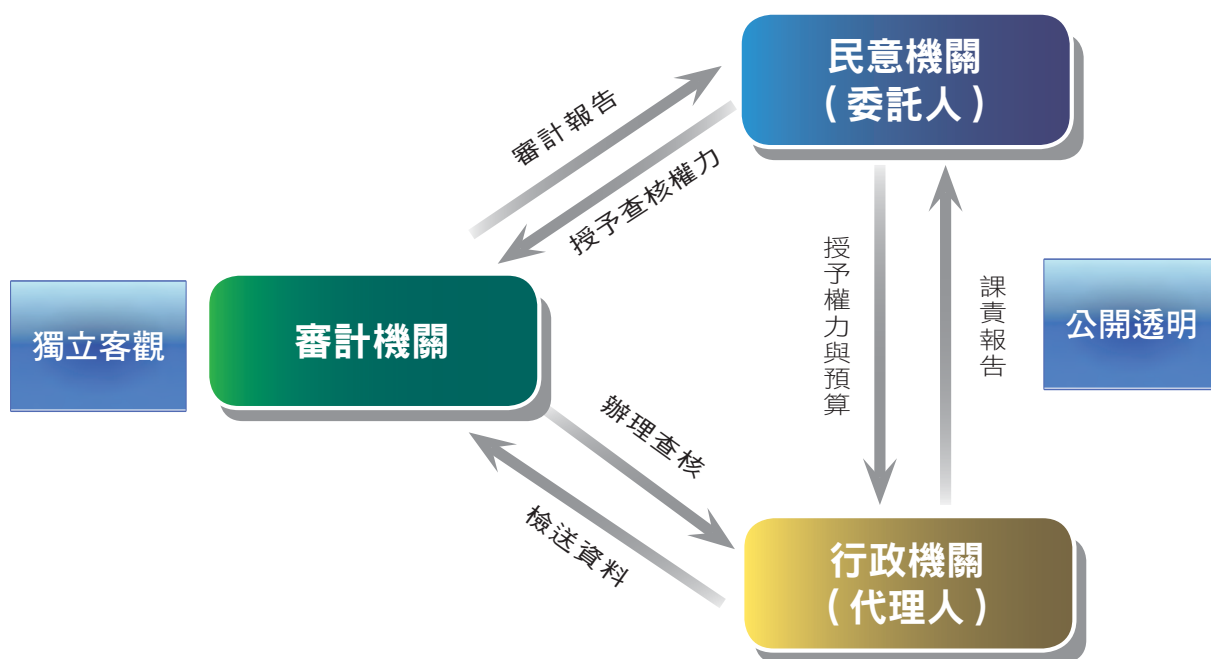 民意機關
(委託人)
審計報告
授予查核權力
授予權力與預算
課責報告
獨立客觀
審計機關
公開透明
辦理查核
檢送資料
行政機關
(代理人)